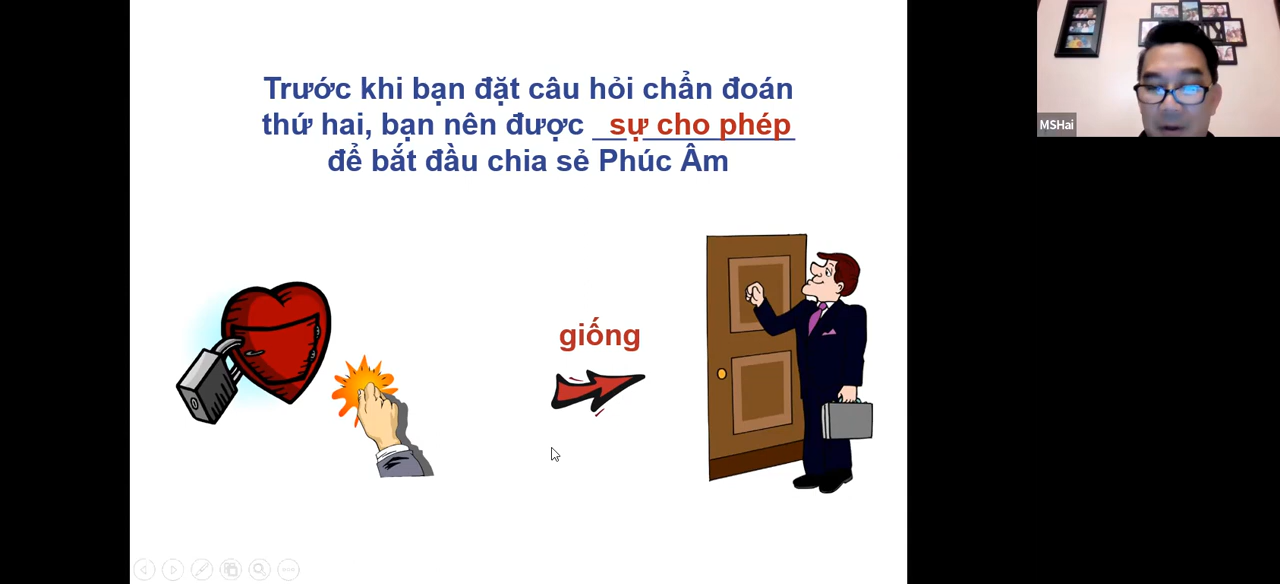 Trước khi bạn đặt câu hỏi chẩn đoán
thứ hai, bạn nên được sự cho phép
để bắt đầu chia sẻ Phúc Âm
giống
MSHai